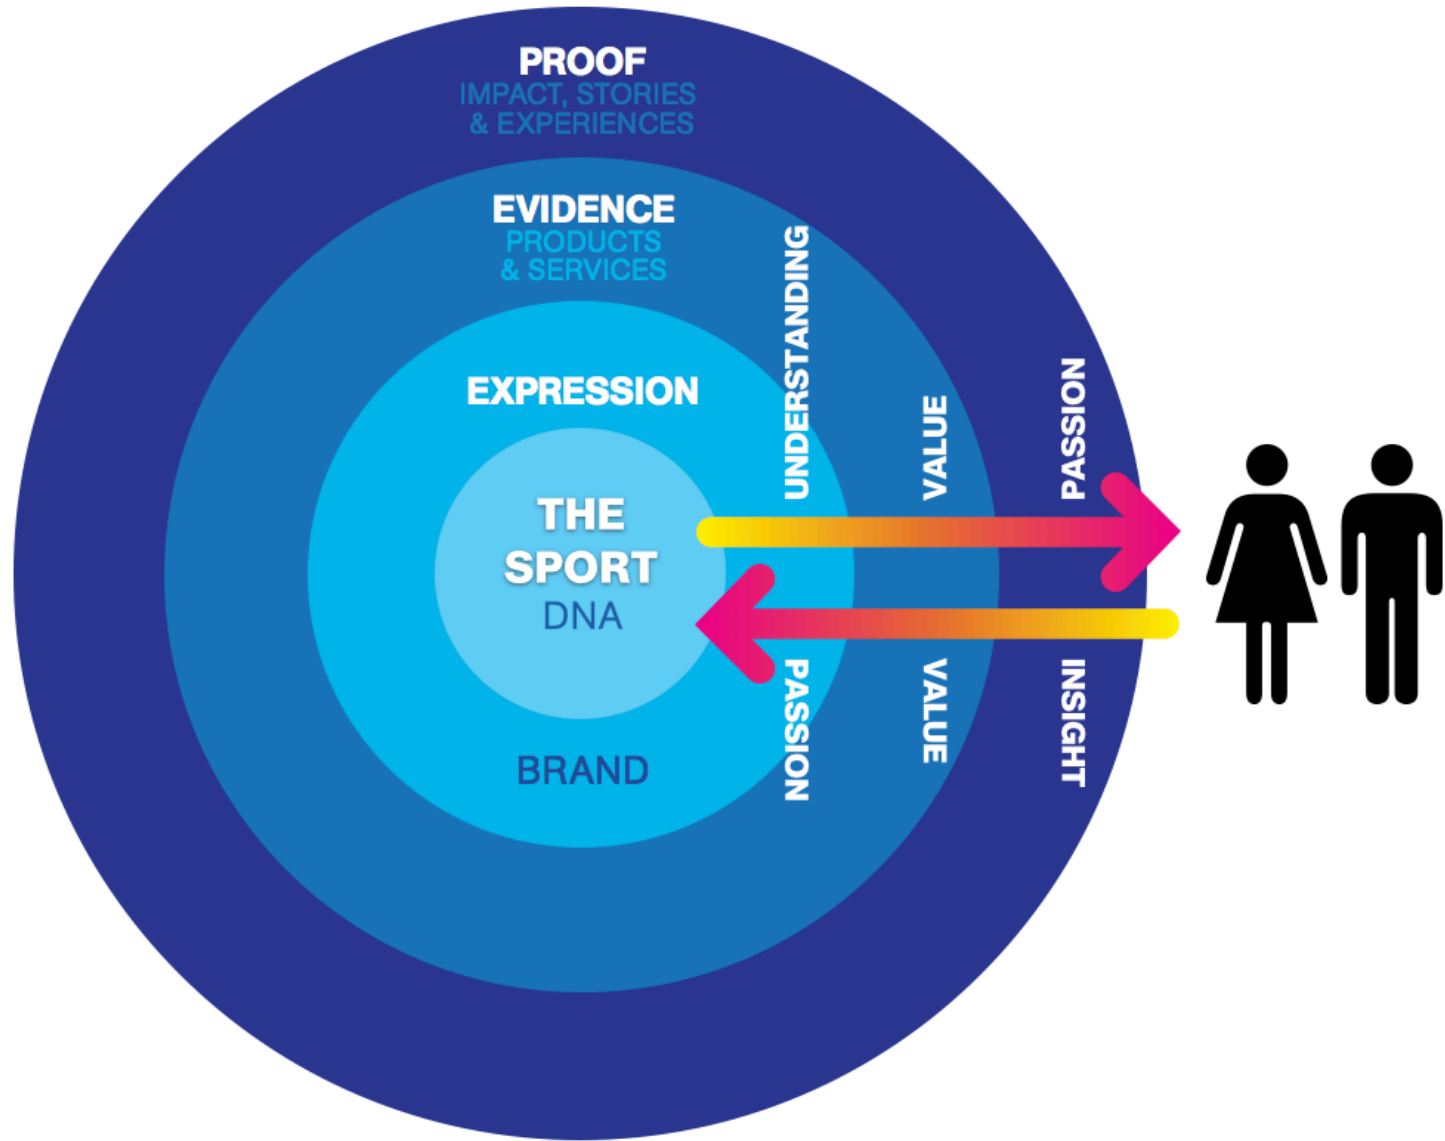 PROOF
IMPACT, STORIES
& EXPERIENCES
EVIDENCE
PRODUCTS
& SERVICES
EXPRESSION
THE
SPORT
DNA
BRAND
UNDERSTANDING
VALUE
PASSION
PASSION
VALUE
INSIGHT